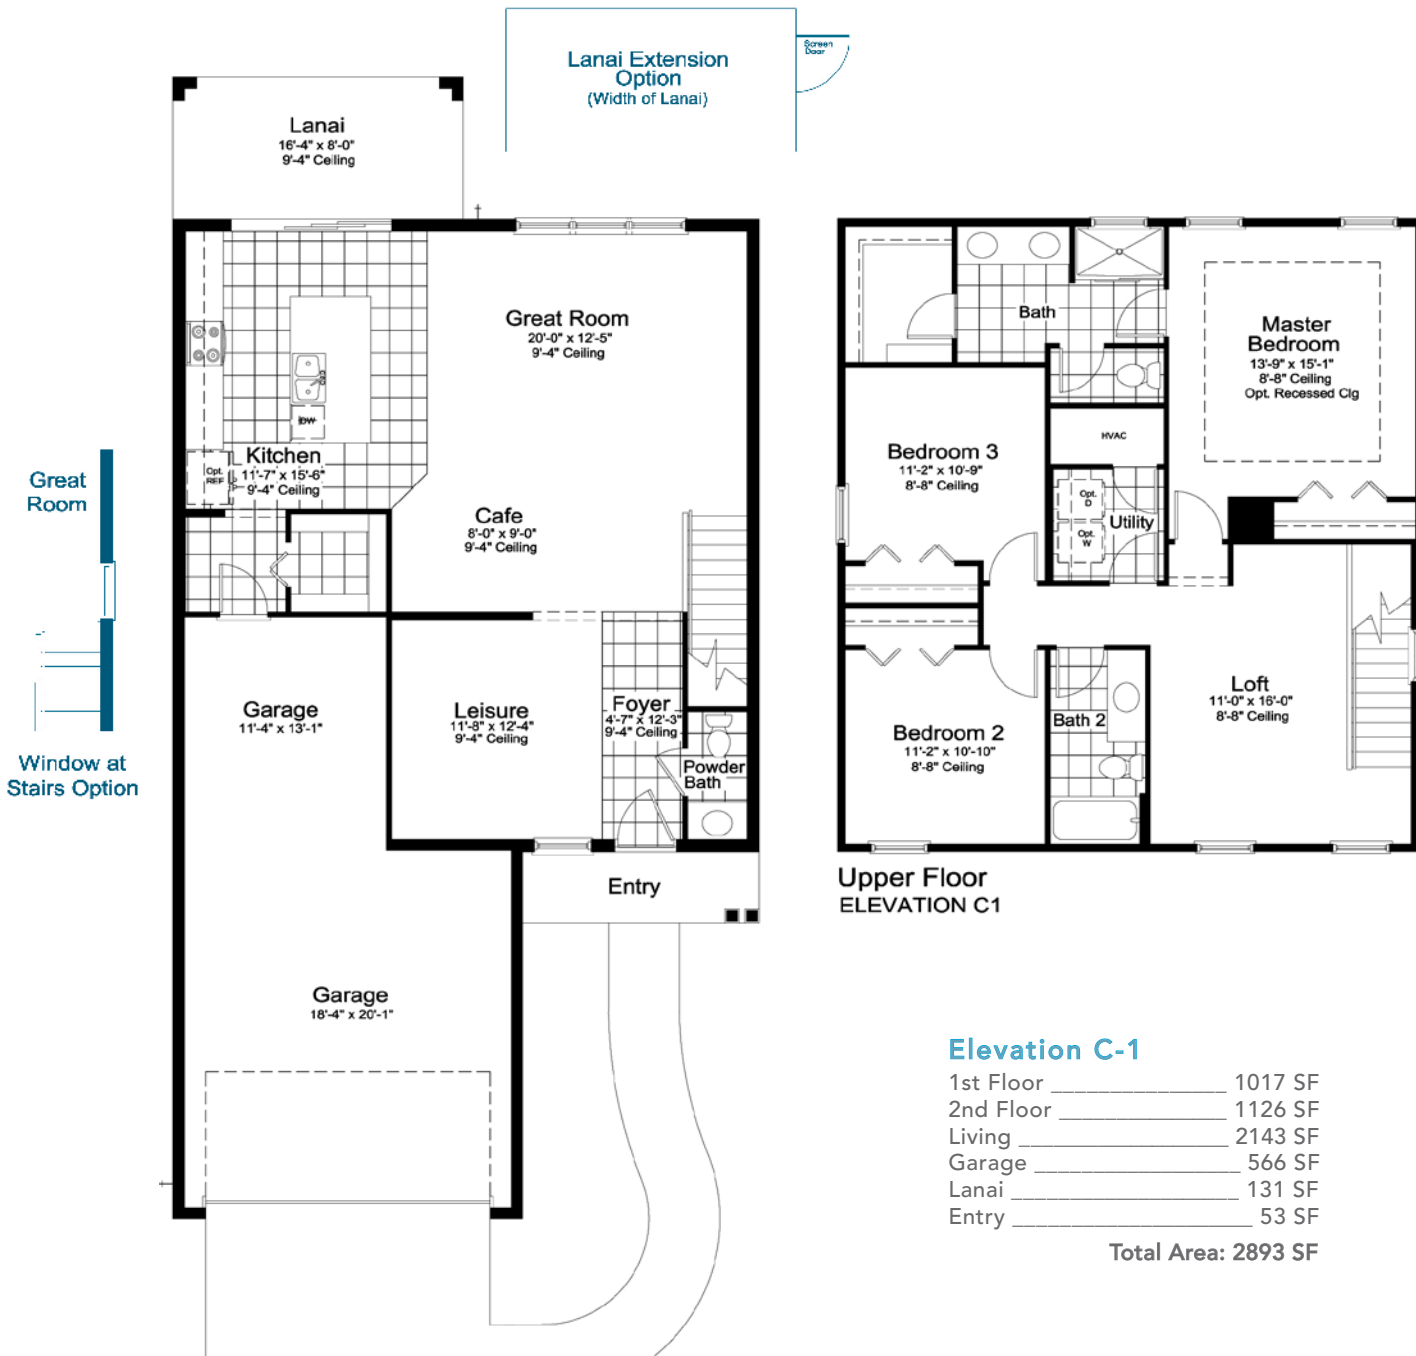 Lanai Extension
Option
(Width of Lanai)
Screen
Door
Lanai
16'-4" x 8'-0"
9'-4" Ceiling
Great Room
20'-0" x 12'-5"
9'-4" Ceiling
DW
Opt.
REF
Kitchen
11'-7" x 15'-6"
9'-4" Ceiling
Cafe
8'-0" x 9'-0"
9'-4" Ceiling
Great
Room
Window at
Stairs Option
Garage
11'-4" x 13'-1"
Leisure
11'-8" x 12'-4"
9'-4" Ceiling
Foyer
4'-7" x 12'-3"
9'-4" Ceiling
Powder
Bath
Entry
Garage
18'-4" x 20'-1"
Bath
Master
Bedroom
13'-9" x 15'-1"
8'-8" Ceiling
Opt. Recessed Clg
HVAC
Bedroom 3
11'-2" x 10'-9"
8'-8" Ceiling
Opt.
D
Opt.
W
Utility
Loft
11'-0" x 16'-0"
8'-8" Ceiling
Bath 2
Bedroom 2
11'-2" x 10'-10"
8'-8" Ceiling
Upper Floor
ELEVATION C1
Elevation C-1
1st Floor _______________ 1017 SF
2nd Floor ______________ 1126 SF
Living __________________ 2143 SF
Garage __________________ 566 SF
Lanai ____________________ 131 SF
Entry _____________________ 53 SF
Total Area: 2893 SF